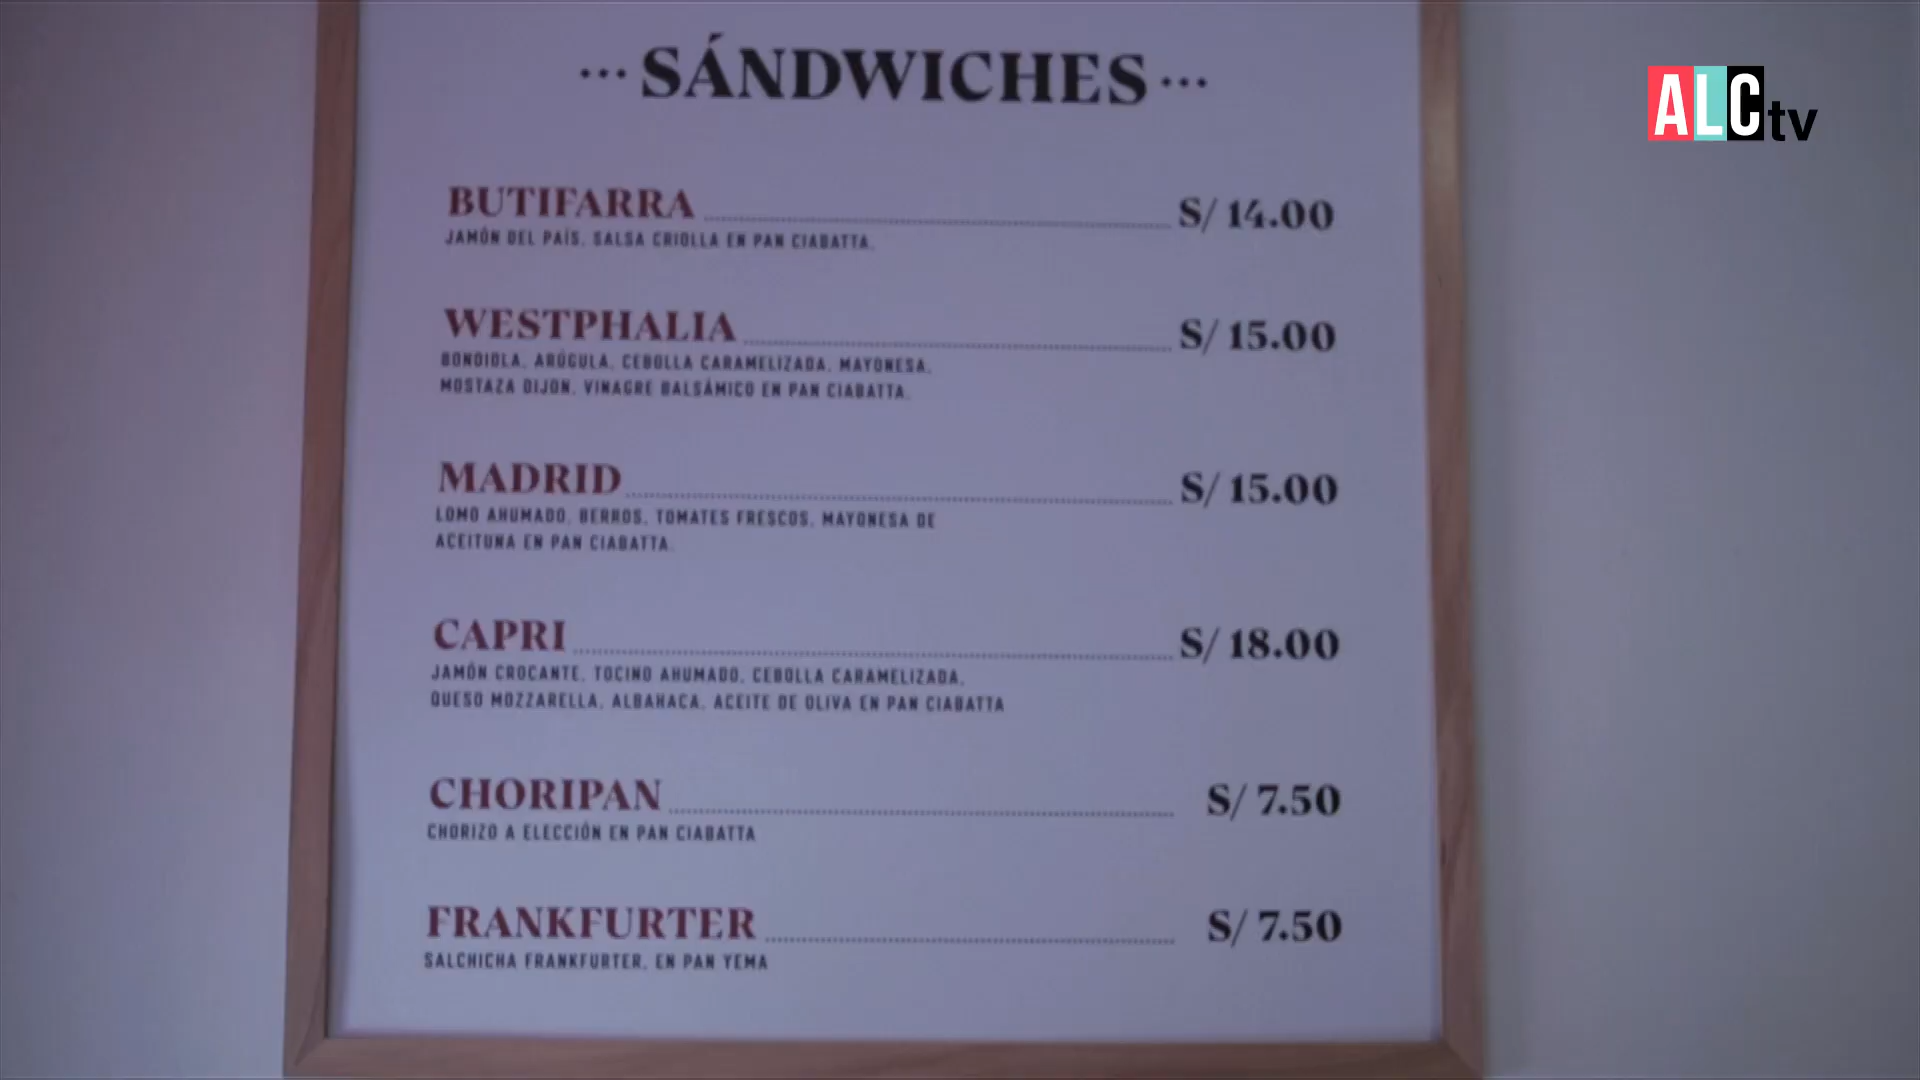 ··· SÁNDWICHES ···
ALCtv
BUTIFARRA S/ 14.00
JAMÓN DEL PAÍS, SALSA CRIOLLA EN PAN CIABATTA.
WESTPHALIA S/ 15.00
BONDIOLA, ARÚGULA, CEBOLLA CARAMELIZADA, MAYONESA,
MOSTAZA DIJON, VINAGRE BALSÁMICO EN PAN CIABATTA.
MADRID S/ 15.00
LOMO AHUMADO, BERROS, TOMATES FRESCOS, MAYONESA DE
ACEITUNA EN PAN CIABATTA.
CAPRI S/ 18.00
JAMÓN CROCANTE, TOCINO AHUMADO, CEBOLLA CARAMELIZADA,
QUESO MOZZARELLA, ALBAHACA, ACEITE DE OLIVA EN PAN CIABATTA
CHORIPAN S/ 7.50
CHORIZO A ELECCIÓN EN PAN CIABATTA
FRANKFURTER S/ 7.50
SALCHICHA FRANKFURTER, EN PAN YEMA